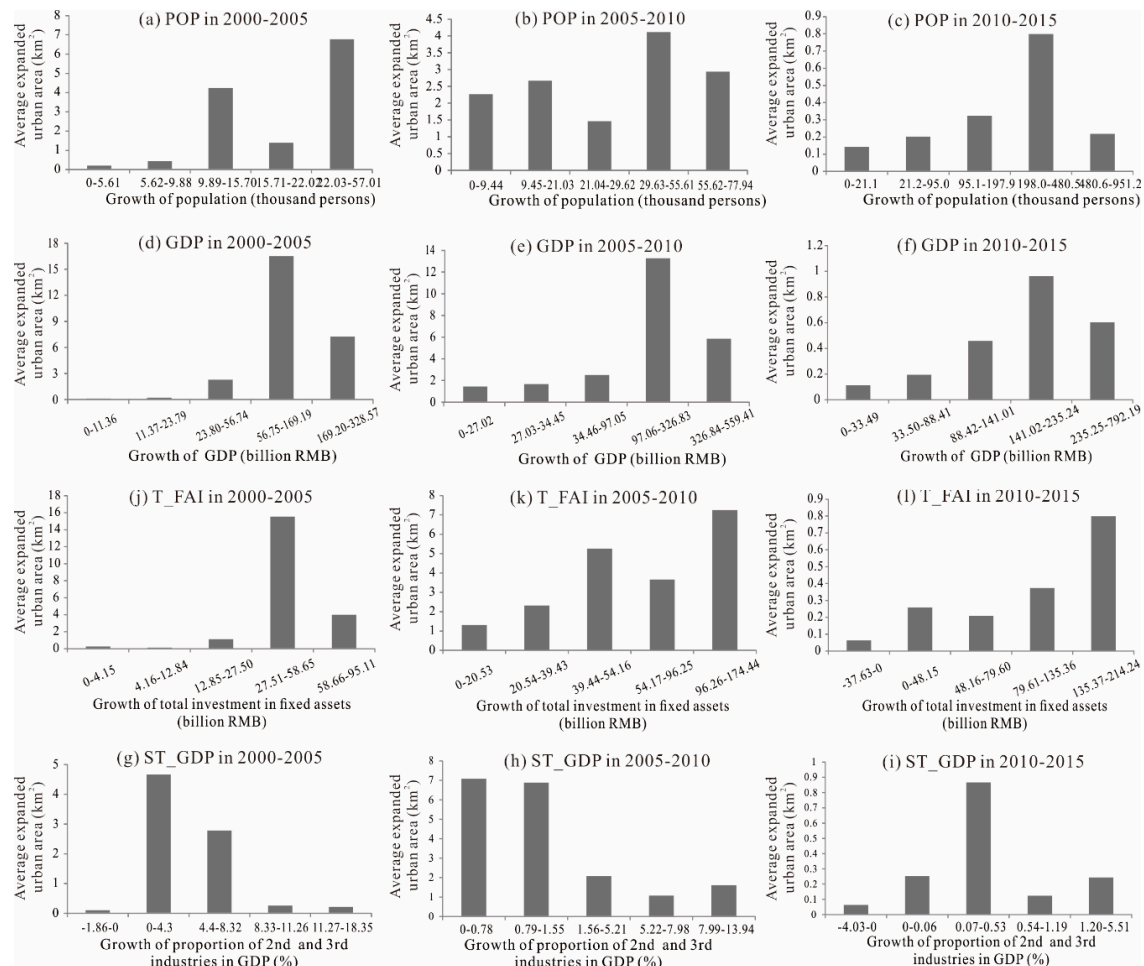 (a) POP in 2000-2005
Average expanded
urban area (km²)
8
7
6
5
4
3
2
1
0
0-5.61 5.62-9.88 9.89-15.70 15.71-22.02 22.03-57.01
Growth of population (thousand persons)
(b) POP in 2005-2010
Average expanded
urban area (km²)
4.5
4
3.5
3
2.5
2
1.5
1
0.5
0
0-9.44 9.45-21.03 21.04-29.62 29.63-55.61 55.62-77.94
Growth of population (thousand persons)
(c) POP in 2010-2015
Average expanded
urban area (km²)
0.9
0.8
0.7
0.6
0.5
0.4
0.3
0.2
0.1
0
0-21.1 21.2-95.0 95.1-197.9 198.0-480.5 480.6-951.2
Growth of population (thousand persons)
(d) GDP in 2000-2005
Average expanded
urban area (km²)
18
15
12
9
6
3
0
0-11.36 11.37-23.79 23.80-56.74 56.75-169.19 169.20-328.57
Growth of GDP (billion RMB)
(e) GDP in 2005-2010
Average expanded
urban area (km²)
14
12
10
8
6
4
2
0
0-27.02 27.03-34.45 34.46-97.05 97.06-326.83 326.84-559.41
Growth of GDP (billion RMB)
(f) GDP in 2010-2015
Average expanded
urban area (km²)
1.2
1
0.8
0.6
0.4
0.2
0
0-33.49 33.50-88.41 88.42-141.01 141.02-235.24 235.25-792.19
Growth of GDP (billion RMB)
(j) T_FAI in 2000-2005
Average expanded
urban area (km²)
18
16
14
12
10
8
6
4
2
0
0-4.15 4.16-12.84 12.85-27.50 27.51-58.65 58.66-95.11
Growth of total investment in fixed assets
(billion RMB)
(k) T_FAI in 2005-2010
Average expanded
urban area (km²)
8
7
6
5
4
3
2
1
0
0-20.53 20.54-39.43 39.44-54.16 54.17-96.25 96.26-174.44
Growth of total investment in fixed assets
(billion RMB)
(l) T_FAI in 2010-2015
Average expanded
urban area (km²)
0.9
0.8
0.7
0.6
0.5
0.4
0.3
0.2
0.1
0
-37.63-0 0-48.15 48.16-79.60 79.61-135.36 135.37-214.24
Growth of total investment in fixed assets
(billion RMB)
(g) ST_GDP in 2000-2005
Average expanded
urban area (km²)
5
4
3
2
1
0
-1.86-0 0-4.3 4.4-8.32 8.33-11.26 11.27-18.35
Growth of proportion of 2nd and 3rd
industries in GDP (%)
(h) ST_GDP in 2005-2010
Average expanded
urban area (km²)
8
7
6
5
4
3
2
1
0
0-0.78 0.79-1.55 1.56-5.21 5.22-7.98 7.99-13.94
Growth of proportion of 2nd and 3rd
industries in GDP (%)
(i) ST_GDP in 2010-2015
Average expanded
urban area (km²)
1
0.9
0.8
0.7
0.6
0.5
0.4
0.3
0.2
0.1
0
-4.03-0 0-0.06 0.07-0.53 0.54-1.19 1.20-5.51
Growth of proportion of 2nd and 3rd
industries in GDP (%)